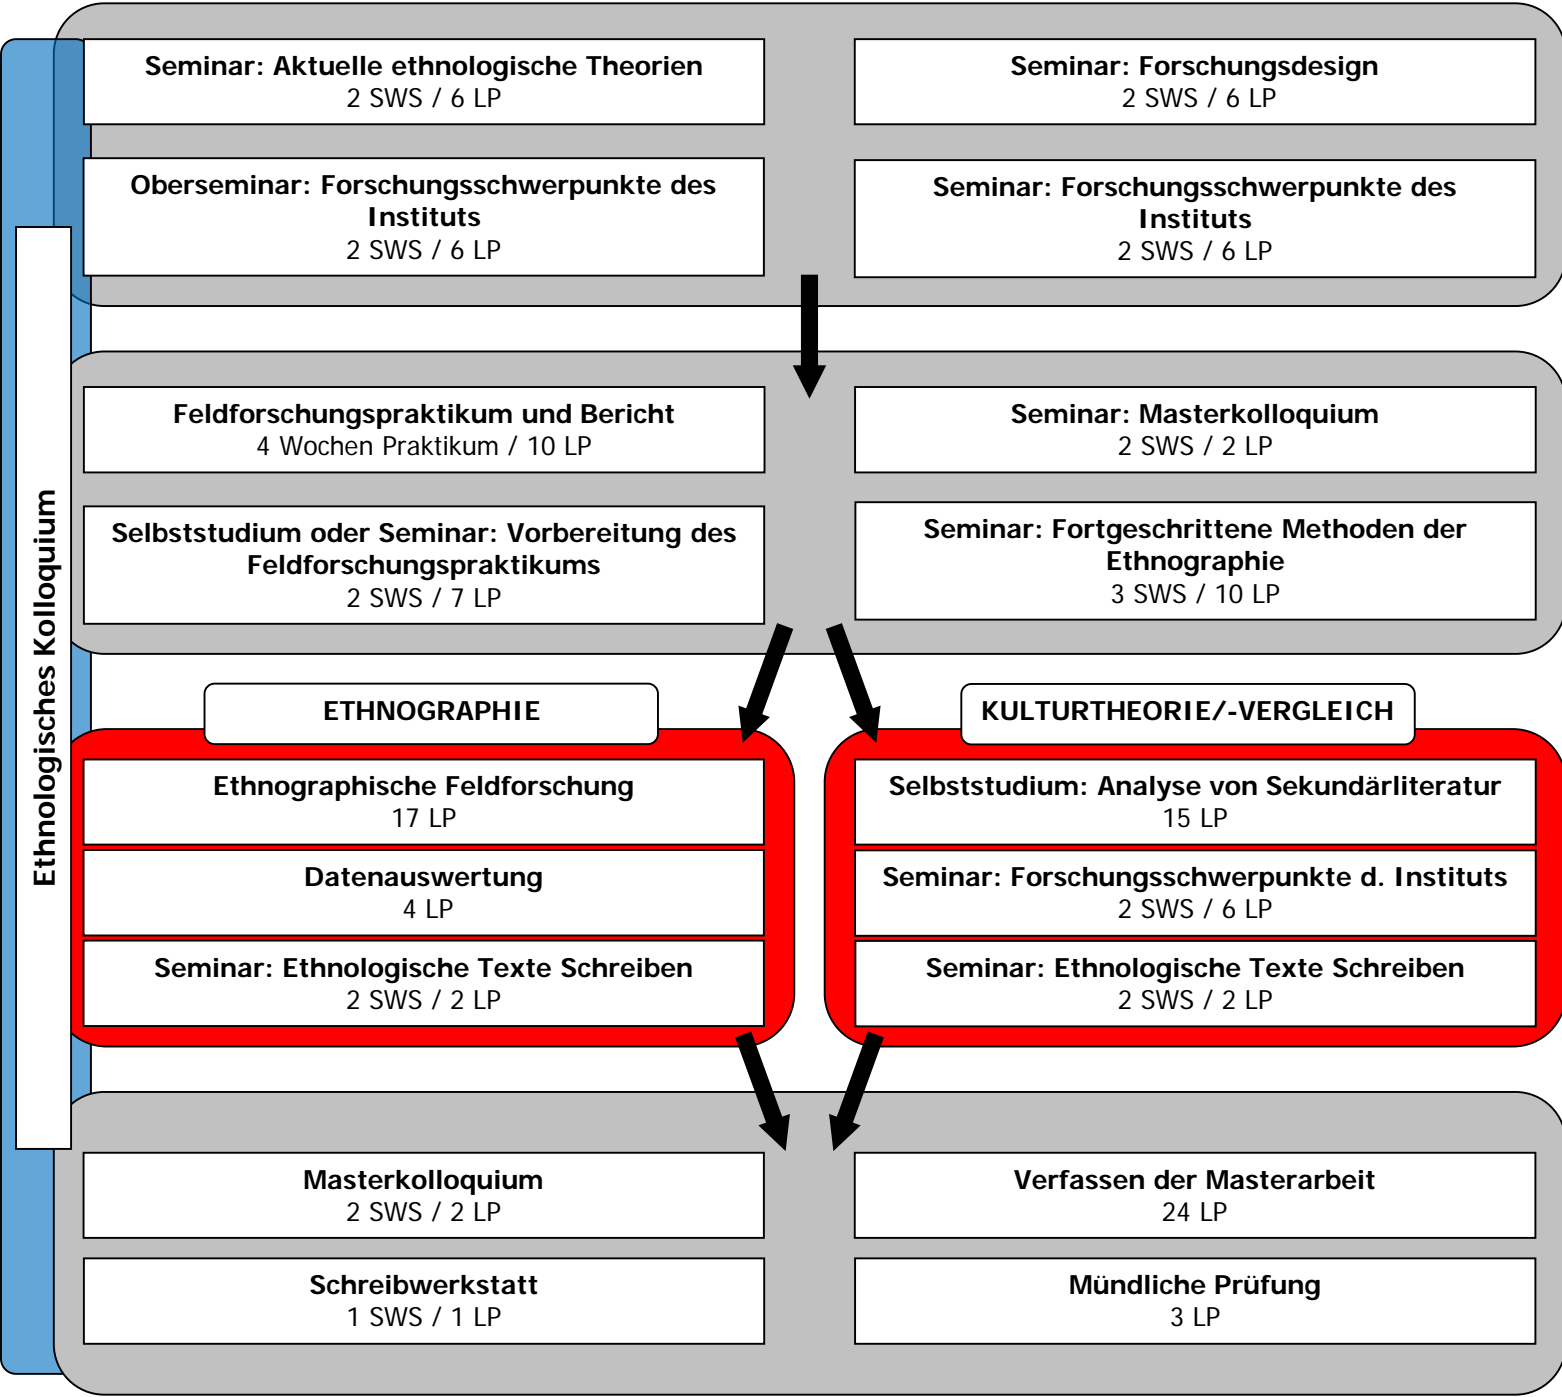 Seminar: Aktuelle ethnologische Theorien
2 SWS / 6 LP
Seminar: Forschungsdesign
2 SWS / 6 LP
Oberseminar: Forschungsschwerpunkte des
Instituts
2 SWS / 6 LP
Seminar: Forschungsschwerpunkte des
Instituts
2 SWS / 6 LP
Ethnologisches Kolloquium
Feldforschungspraktikum und Bericht
4 Wochen Praktikum / 10 LP
Seminar: Masterkolloquium
2 SWS / 2 LP
Selbststudium oder Seminar: Vorbereitung des
Feldforschungspraktikums
2 SWS / 7 LP
Seminar: Fortgeschrittene Methoden der
Ethnographie
3 SWS / 10 LP
ETHNOGRAPHIE
Ethnographische Feldforschung
17 LP
Datenauswertung
4 LP
Seminar: Ethnologische Texte Schreiben
2 SWS / 2 LP
KULTURTHEORIE/-VERGLEICH
Selbststudium: Analyse von Sekundärliteratur
15 LP
Seminar: Forschungsschwerpunkte d. Instituts
2 SWS / 6 LP
Seminar: Ethnologische Texte Schreiben
2 SWS / 2 LP
Masterkolloquium
2 SWS / 2 LP
Verfassen der Masterarbeit
24 LP
Schreibwerkstatt
1 SWS / 1 LP
Mündliche Prüfung
3 LP